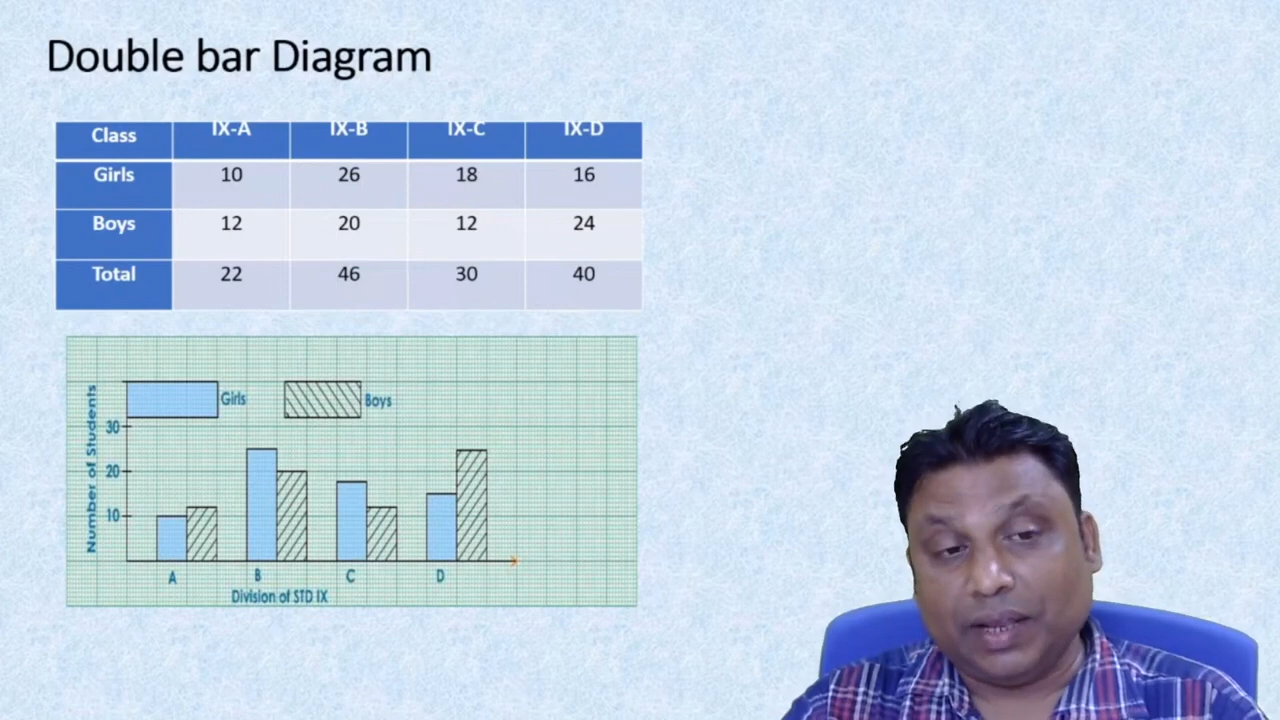 Double bar Diagram
Class IX-A IX-B IX-C IX-D
Girls 10 26 18 16
Boys 12 20 12 24
Total 22 46 30 40
Girls Boys
Number of Students
30
20
10
A B C D
Division of STD IX